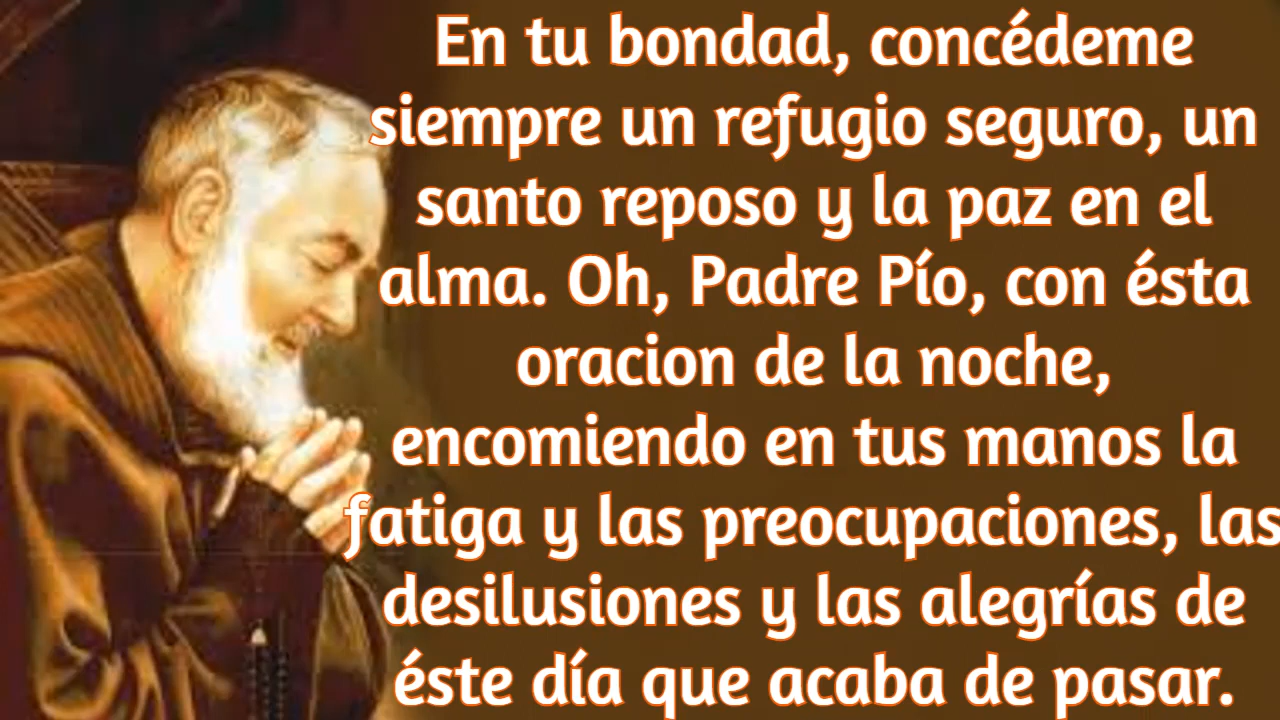 En tu bondad, concédeme
siempre un refugio seguro, un
santo reposo y la paz en el
alma. Oh, Padre Pío, con ésta
oracion de la noche,
encomiendo en tus manos la
fatiga y las preocupaciones, las
desilusiones y las alegrías de
éste día que acaba de pasar.